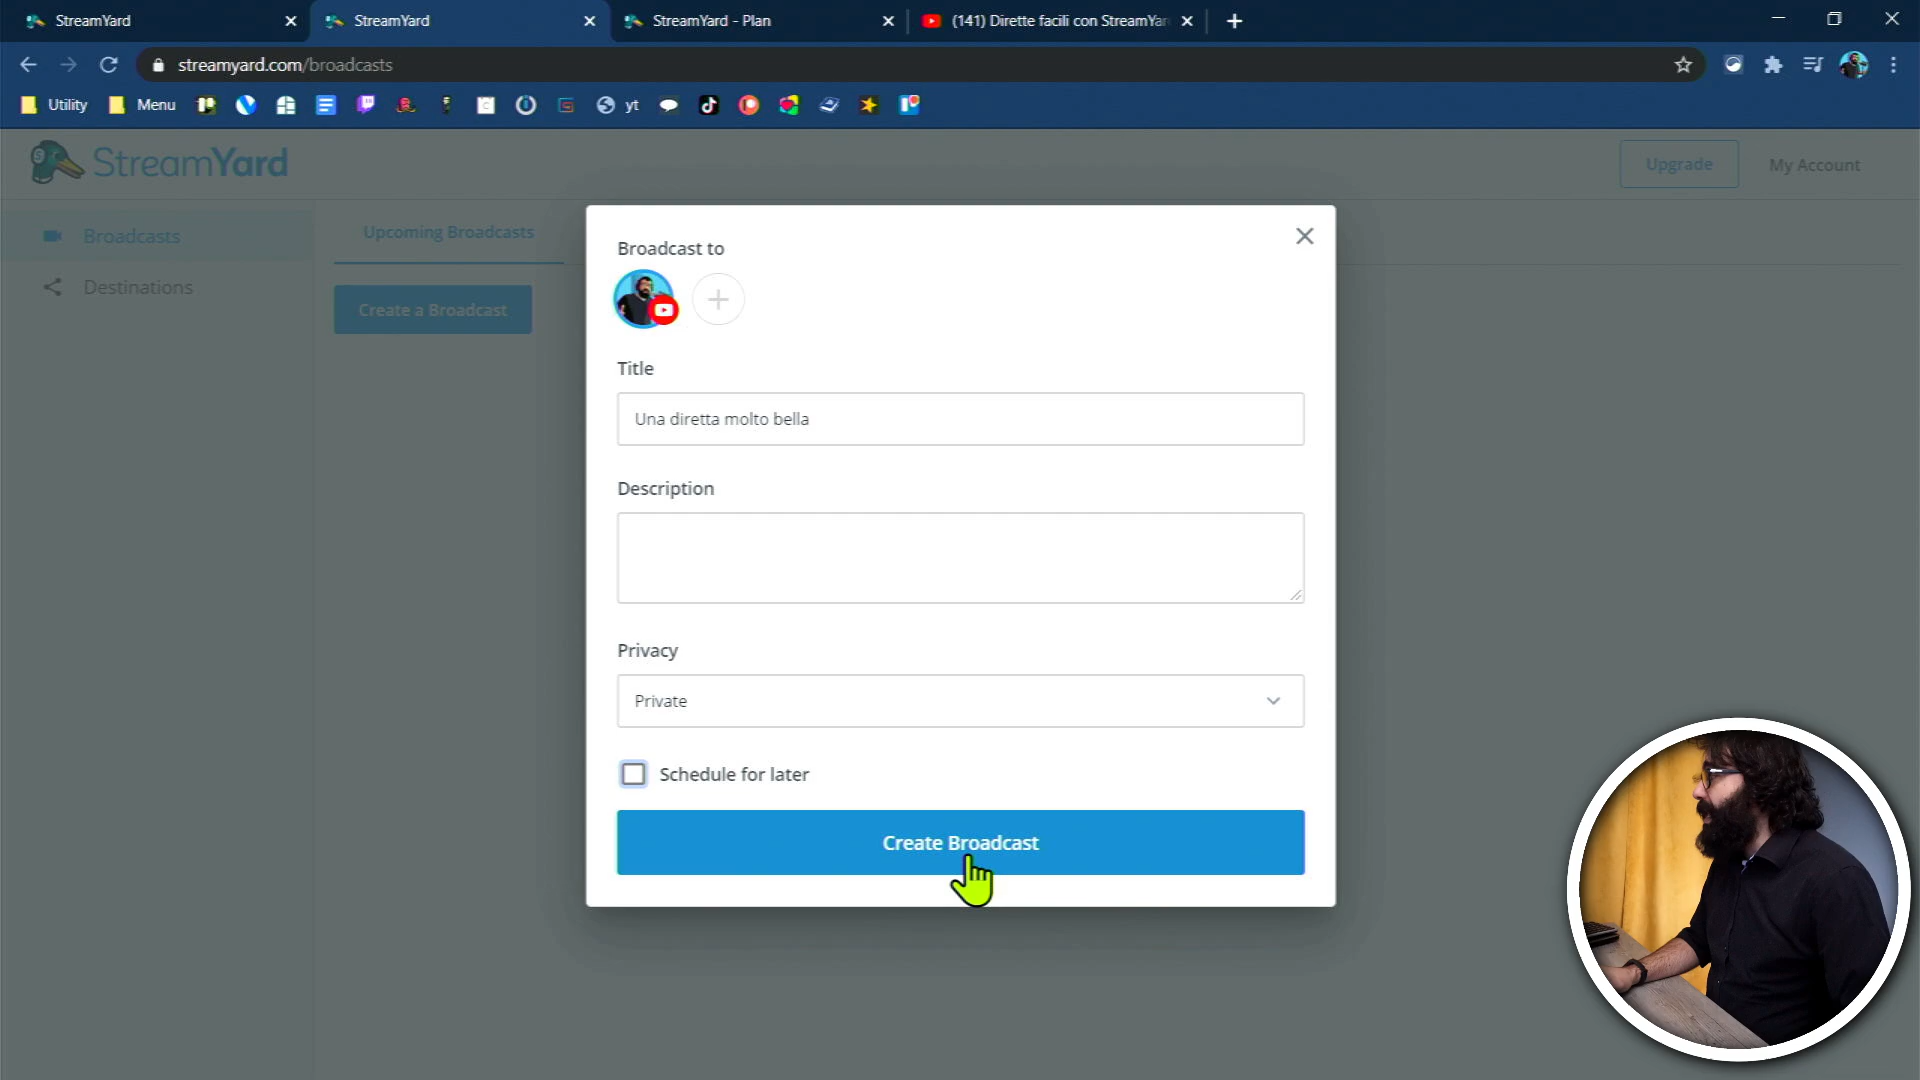 StreamYard
StreamYard
StreamYard - Plan
(141) Dirette facili con StreamYar
streamyard.com/broadcasts
Utility
Menu
yt
StreamYard
Upgrade
My Account
Broadcasts
Destinations
Upcoming Broadcasts
Create a Broadcast
Broadcast to
Title
Una diretta molto bella
Description
Privacy
Private
Schedule for later
Create Broadcast